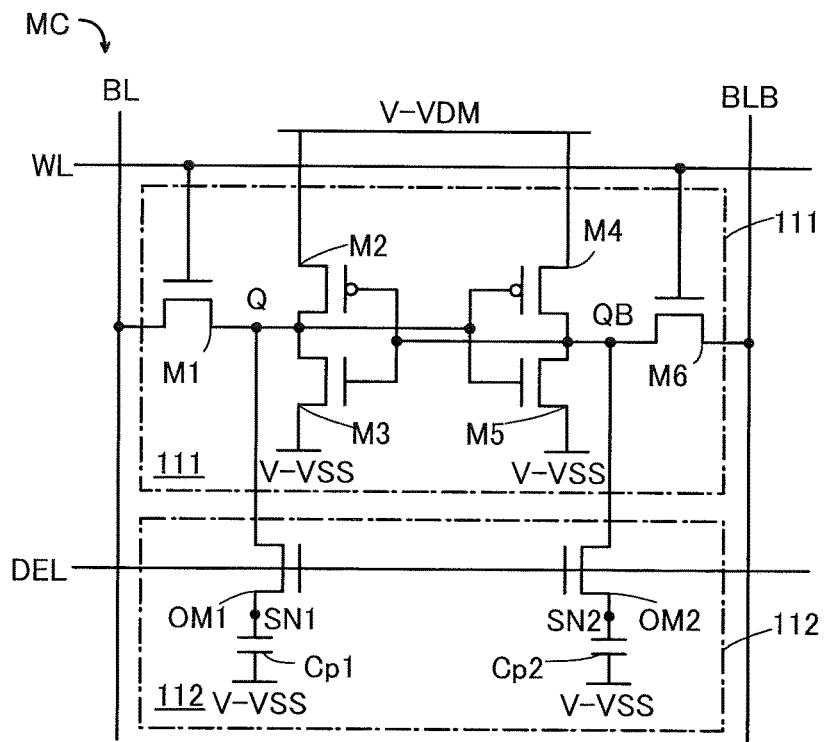 MC
BL
BLB
V-VDM
WL
111
M2
M4
Q
QB
M1
M6
M3
M5
V-VSS
V-VSS
111
DEL
OM1
SN1
SN2
OM2
112
Cp1
Cp2
112
V-VSS
V-VSS